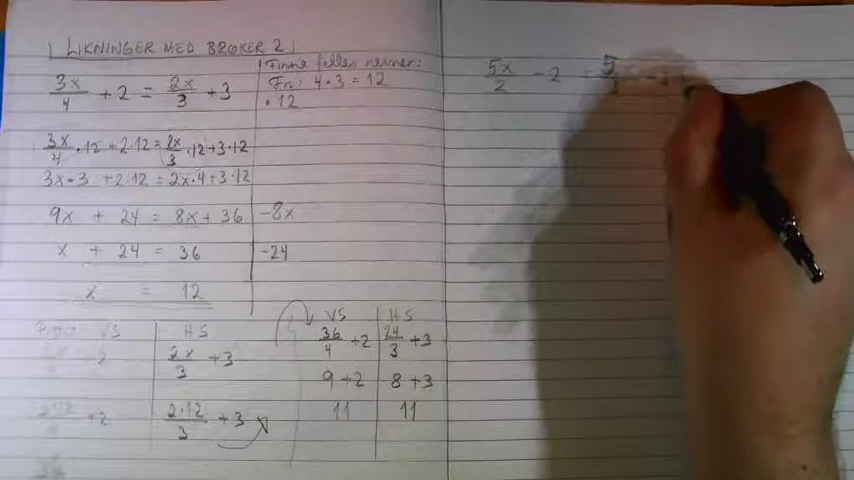 LIKNINGER MED BRØKER 2
3x/4 + 2 = 2x/3 + 3
Finne felles nevner:
Fn: 4·3 = 12
·12
3x/4 ·12 + 2·12 = 2x/3 ·12 + 3·12
3x·3 + 2·12 = 2x·4 + 3·12
9x + 24 = 8x + 36 | -8x
x + 24 = 36 | -24
x = 12
VS | HS
2x/3 + 3
2·12/3 + 3
+2
VS | HS
36/4 + 2 | 24/3 + 3
9 + 2 | 8 + 3
11 | 11
5x/2 - 2 =